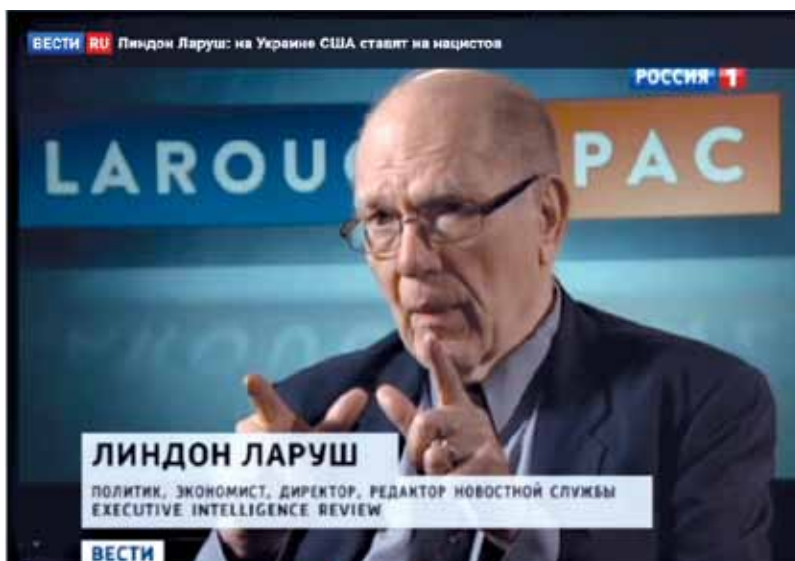 ВЕСТИ RU Линдон Ларуш: на Украине США ставят на нацистов
РОССИЯ 1
LAROUC PAC
ЛИНДОН ЛАРУШ
ПОЛИТИК, ЭКОНОМИСТ, ДИРЕКТОР, РЕДАКТОР НОВОСТНОЙ СЛУЖБЫ
EXECUTIVE INTELLIGENCE REVIEW
ВЕСТИ